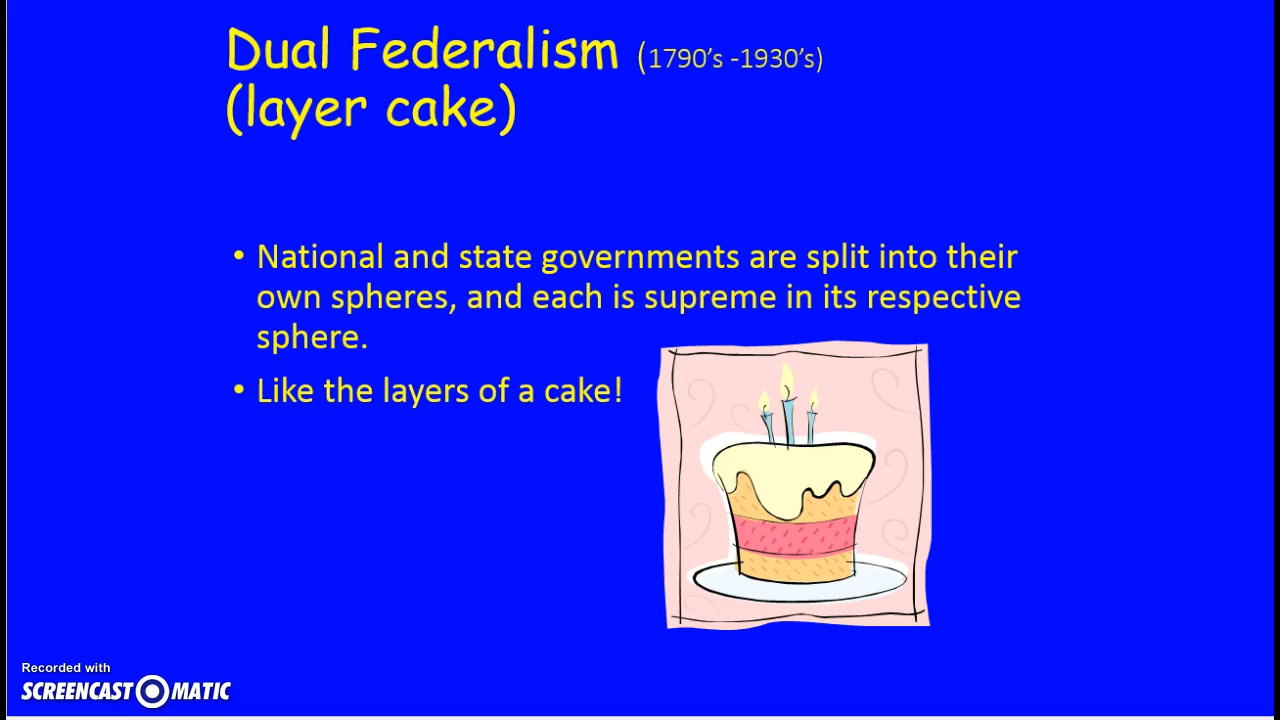 Dual Federalism (1790’s -1930’s)
(layer cake)
• National and state governments are split into their
own spheres, and each is supreme in its respective
sphere.
• Like the layers of a cake!
Recorded with
SCREENCAST O MATIC